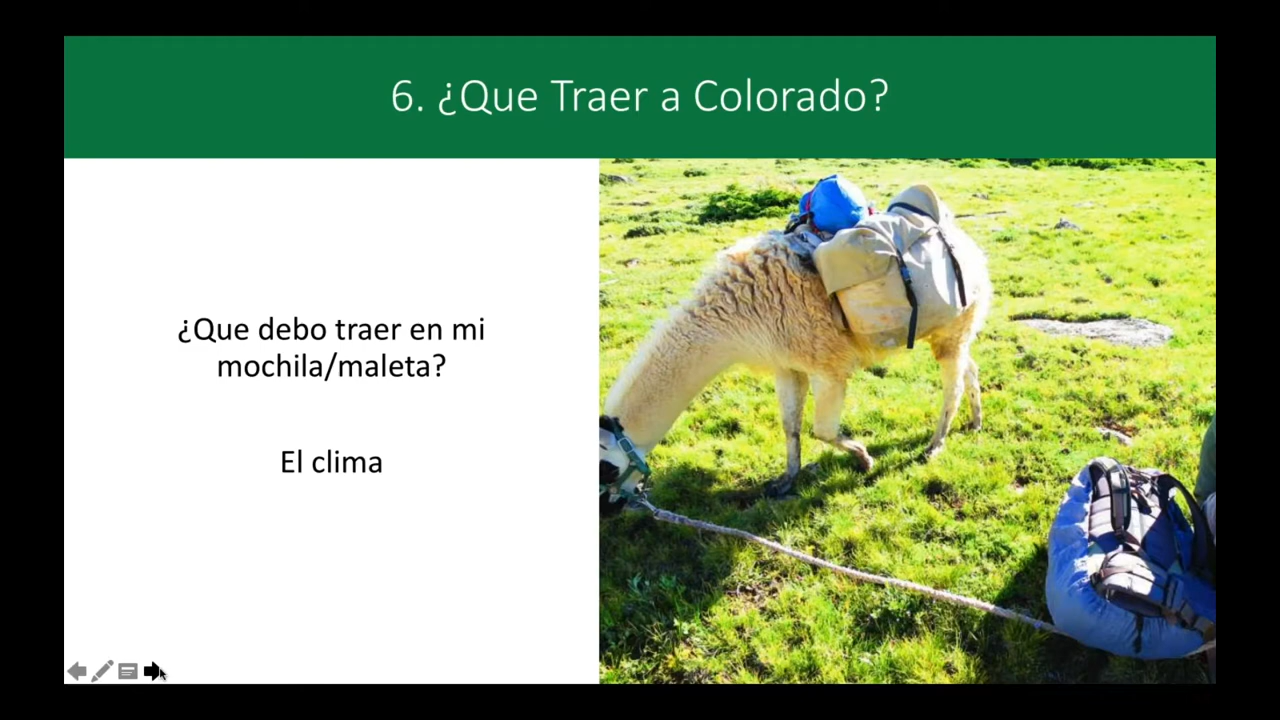 6. ¿Que Traer a Colorado?
¿Que debo traer en mi
mochila/maleta?
El clima